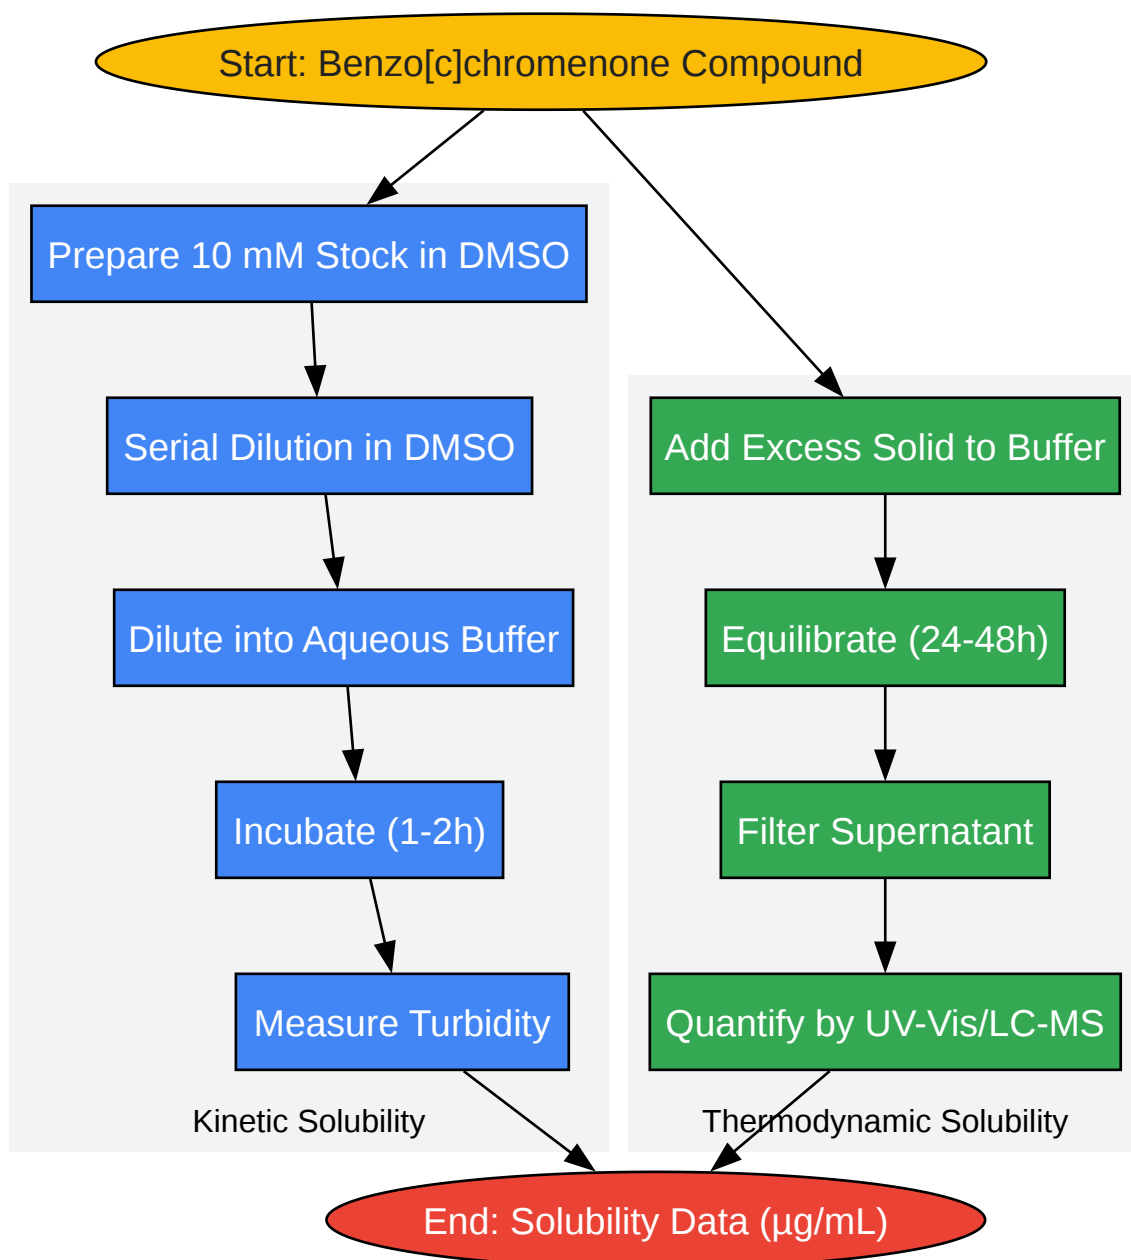 Start: Benzo[c]chromenone Compound
Prepare 10 mM Stock in DMSO
Serial Dilution in DMSO
Dilute into Aqueous Buffer
Incubate (1-2h)
Measure Turbidity
Kinetic Solubility
Add Excess Solid to Buffer
Equilibrate (24-48h)
Filter Supernatant
Quantify by UV-Vis/LC-MS
Thermodynamic Solubility
End: Solubility Data (µg/mL)